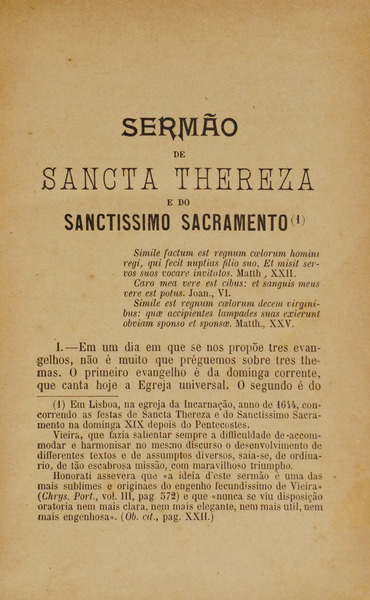 SERMÃO
DE
SANCTA THEREZA
E DO
SANCTISSIMO SACRAMENTO (1)
Simile factum est regnum cœlorum homini
regi, qui fecit nuptias filio suo. Et misit ser-
vos suos vocare invitatos. Matth, XXII.
Caro mea vere est cibus: et sanguis meus
vere est potus. Joan., VI.
Simile est regnum cœlorum decem virgini-
bus: quæ accipientes lampades suas exierunt
obviam sponso et sponsæ. Matth., XXV.
I.—Em um dia em que se nos propõe tres evan-
gelhos, não é muito que préguemos sobre tres the-
mas. O primeiro evangelho é da dominga corrente,
que canta hoje a Egreja universal. O segundo é do
(1) Em Lisboa, na egreja da Incarnação, anno de 1644, con-
correndo as festas de Sancta Thereza e do Sanctissimo Sacra-
mento na dominga XIX depois do Pentecostes.
Vieira, que fazia salientar sempre a difficuldade de accom-
modar e harmonisar no mesmo discurso o desenvolvimento de
differentes textos e de assumptos diversos, saia-se, de ordina-
rio, de tão escabrosa missão, com maravilhoso triumpho.
Honorati assevera que «a ideia d'este sermão é uma das
mais sublimes e originaes do engenho fecundissimo de Vieira»
(Chrys. Port., vol. III, pag 572) e que «nunca se viu disposição
oratoria nem mais clara, nem mais elegante, nem mais util, nem
mais engenhosa». (Ob. cit., pag. XXII.)